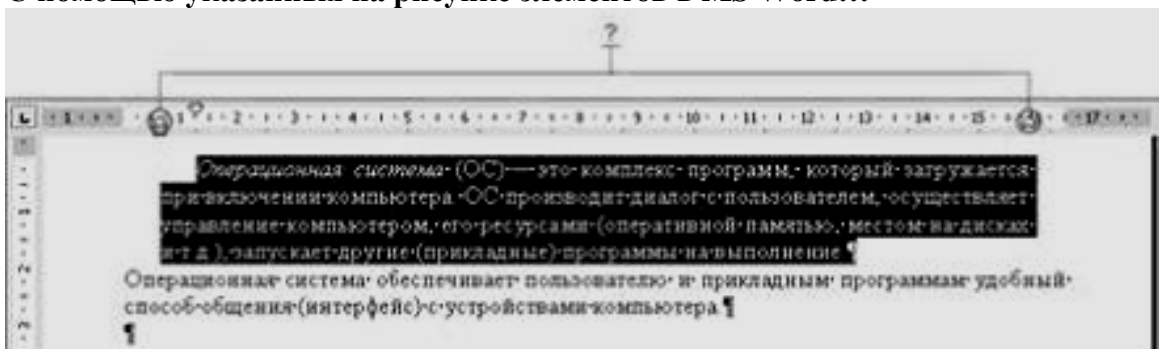 С помощью указанных на рисунке элементов в MS Word…
?
1 1 2 3 4 5 6 7 8 9 10 11 12 13 14 15 17
Операционная система (ОС) — это комплекс программ, который загружается
при включении компьютера. ОС производит диалог с пользователем, осуществляет
управление компьютером, его ресурсами (оперативной памятью, местом на дисках
и т.д.), запускает другие (прикладные) программы на выполнение.¶
Операционная система обеспечивает пользователю и прикладным программам удобный
способ общения (интерфейс) с устройствами компьютера.¶
¶